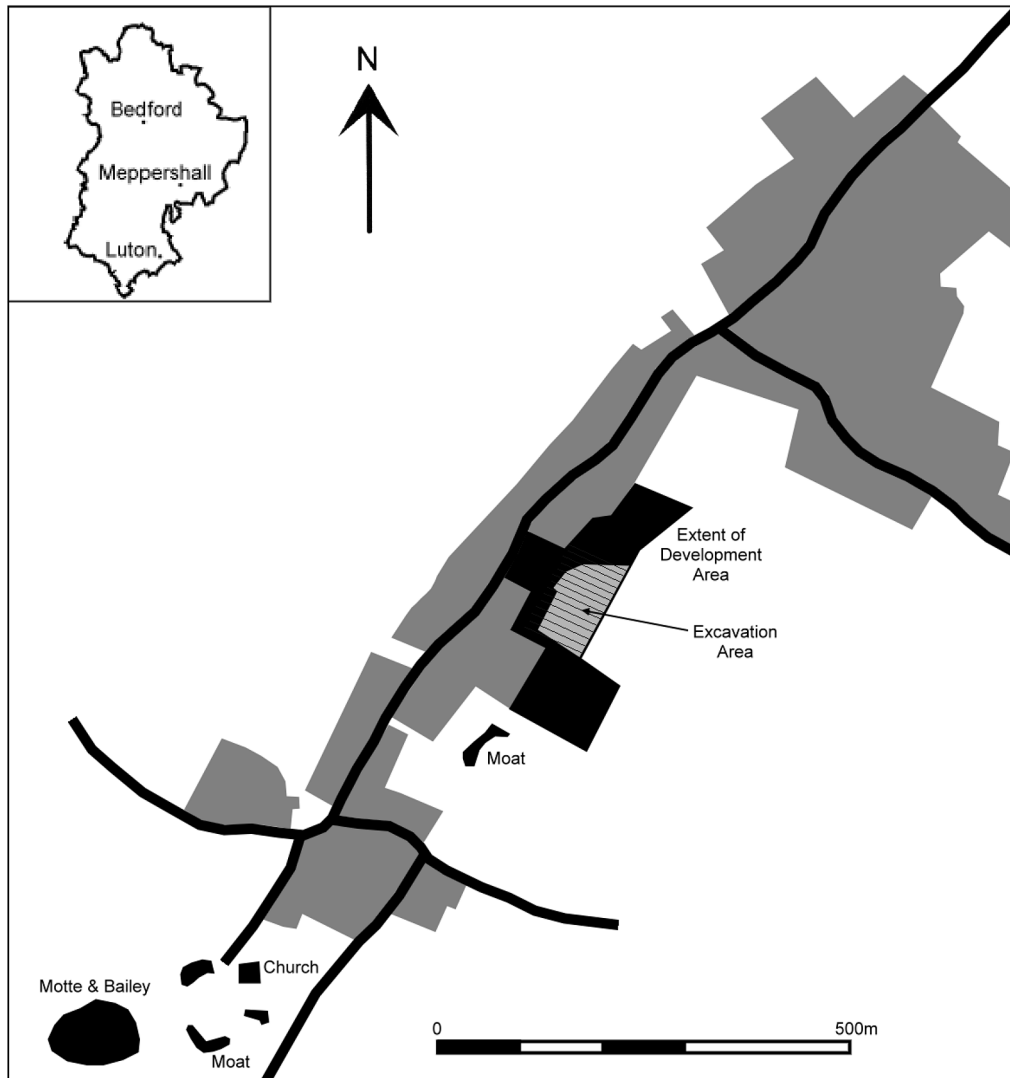 Bedford
Meppershall
Luton
N
Extent of
Development
Area
Excavation
Area
Moat
Church
Motte & Bailey
Moat
0
500m